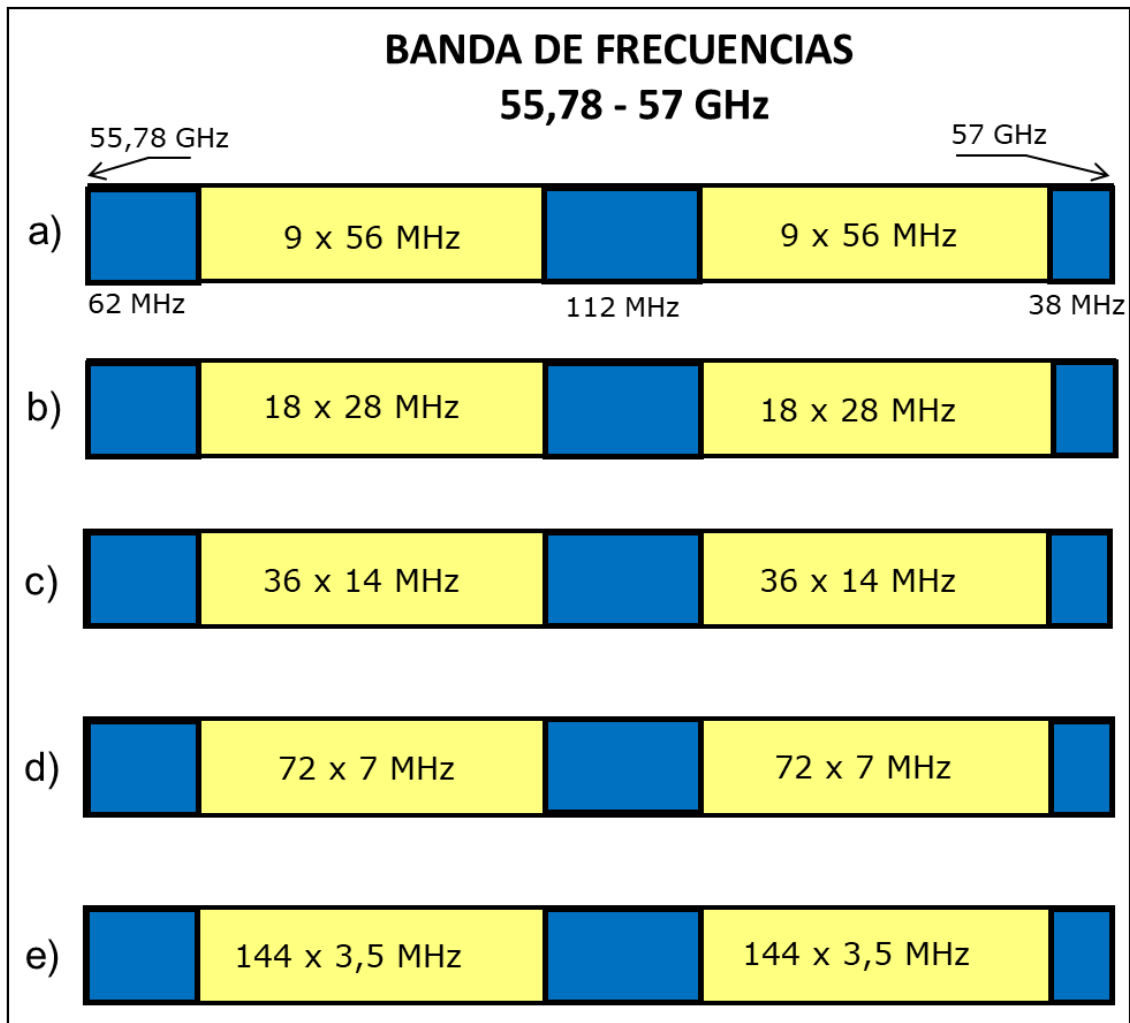 BANDA DE FRECUENCIAS
55,78 - 57 GHz
55,78 GHz
57 GHz
a)
9 x 56 MHz
9 x 56 MHz
62 MHz
112 MHz
38 MHz
b)
18 x 28 MHz
18 x 28 MHz
c)
36 x 14 MHz
36 x 14 MHz
d)
72 x 7 MHz
72 x 7 MHz
e)
144 x 3,5 MHz
144 x 3,5 MHz